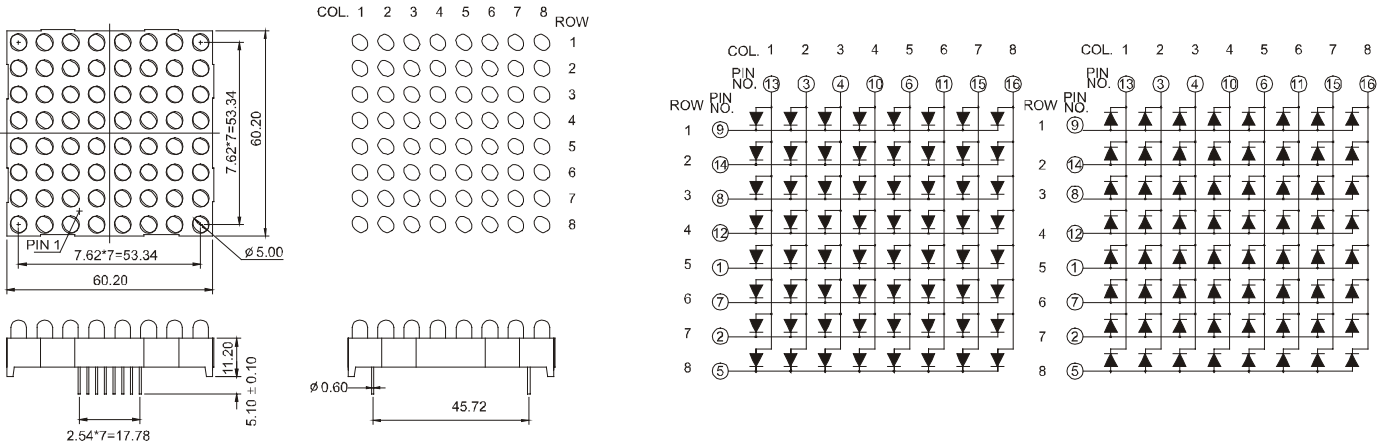 COL. 1 2 3 4 5 6 7 8
ROW
1
2
3
4
5
6
7
8
7.62*7=53.34
60.20
PIN 1
7.62*7=53.34
ø5.00
60.20
11.20
5.10 ± 0.10
2.54*7=17.78
ø0.60
45.72
COL. 1 2 3 4 5 6 7 8
PIN NO. 13 3 4 10 6 11 15 16
ROW PIN NO.
1 9
2 14
3 8
4 12
5 1
6 7
7 2
8 5
COL. 1 2 3 4 5 6 7 8
PIN NO. 13 3 4 10 6 11 15 16
ROW PIN NO.
1 9
2 14
3 8
4 12
5 1
6 7
7 2
8 5